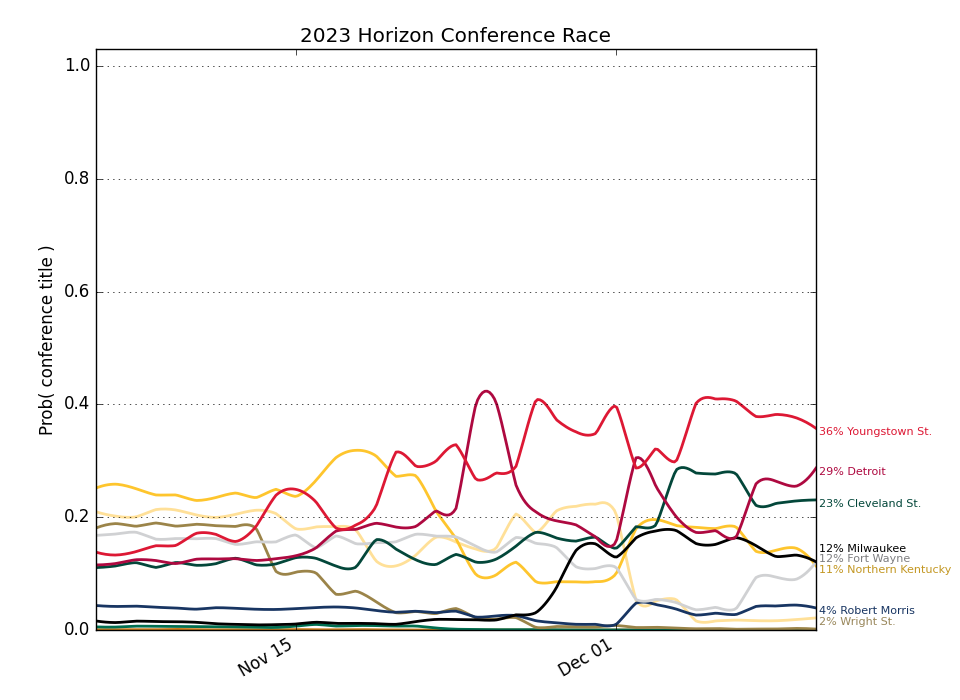 2023 Horizon Conference Race
Prob( conference title )
1.0
0.8
0.6
0.4
0.2
0.0
Nov 15
Dec 01
36% Youngstown St.
29% Detroit
23% Cleveland St.
12% Milwaukee
12% Fort Wayne
11% Northern Kentucky
4% Robert Morris
2% Wright St.